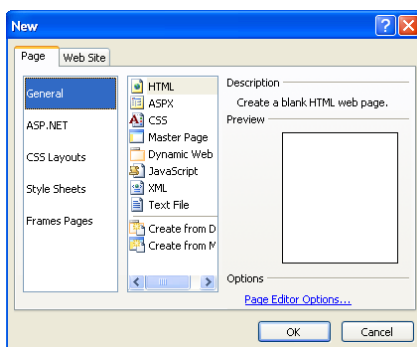 New
Page
Web Site
General
ASP.NET
CSS Layouts
Style Sheets
Frames Pages
HTML
ASPX
CSS
Master Page
Dynamic Web
JavaScript
XML
Text File
Create from D
Create from M
Description
Create a blank HTML web page.
Preview
Options
Page Editor Options...
OK
Cancel